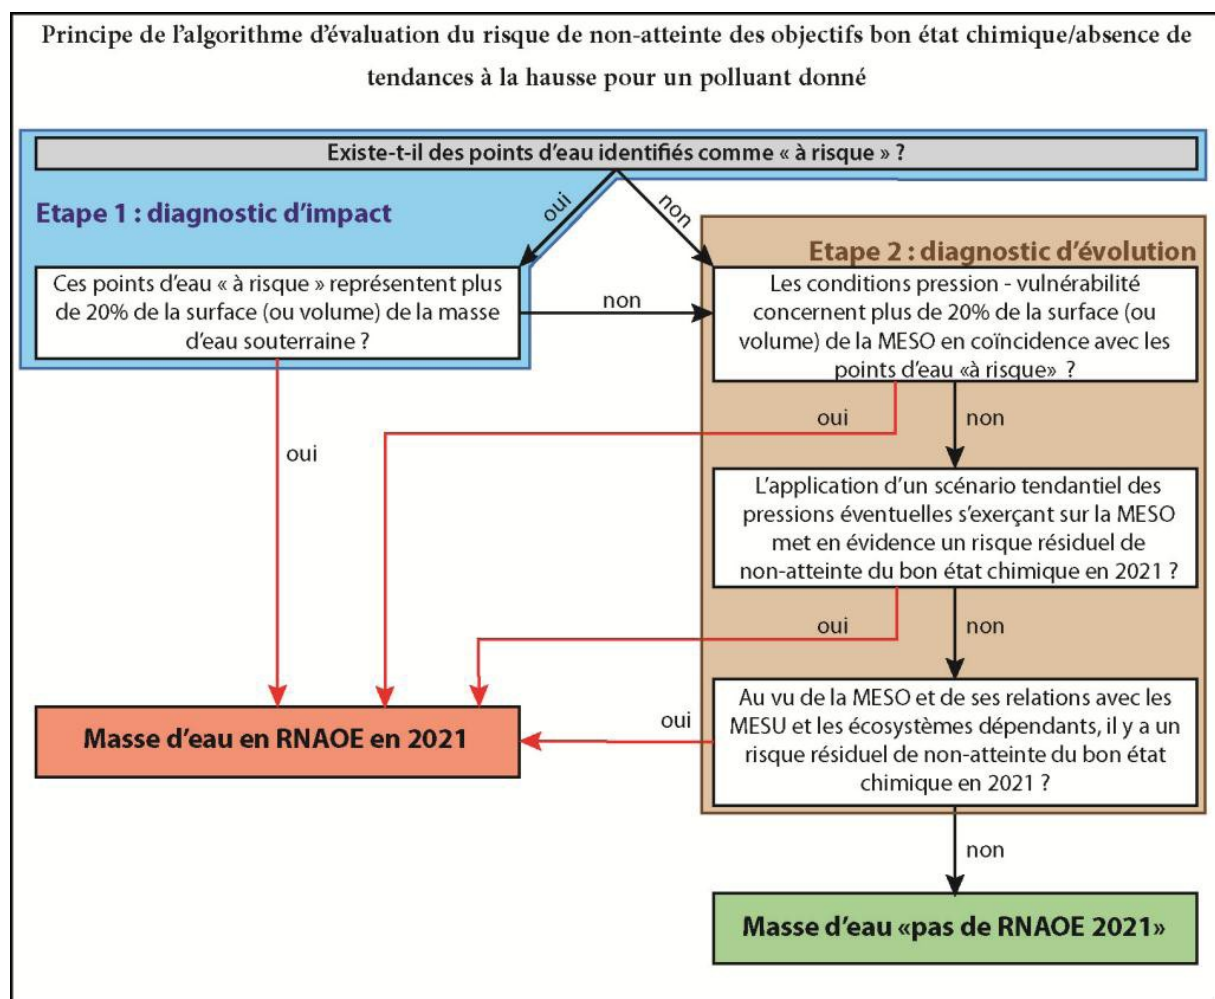 Principe de l’algorithme d’évaluation du risque de non-atteinte des objectifs bon état chimique/absence de
tendances à la hausse pour un polluant donné
Existe-t-il des points d’eau identifiés comme « à risque » ?
oui
non
Etape 1 : diagnostic d’impact
Etape 2 : diagnostic d’évolution
Ces points d’eau « à risque » représentent plus
de 20% de la surface (ou volume) de la masse
d’eau souterraine ?
non
Les conditions pression - vulnérabilité
concernent plus de 20% de la surface (ou
volume) de la MESO en coïncidence avec les
points d’eau «à risque» ?
oui
oui
non
L’application d’un scénario tendantiel des
pressions éventuelles s’exerçant sur la MESO
met en évidence un risque résiduel de
non-atteinte du bon état chimique en 2021 ?
oui
non
Masse d’eau en RNAOE en 2021
oui
Au vu de la MESO et de ses relations avec les
MESU et les écosystèmes dépendants, il y a un
risque résiduel de non-atteinte du bon état
chimique en 2021 ?
non
Masse d’eau «pas de RNAOE 2021»